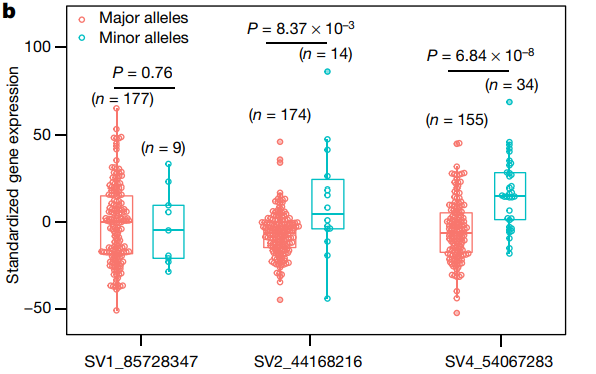 b
Major alleles
Minor alleles
Standardized gene expression
100
50
0
−50
P = 0.76
(n = 177)
(n = 9)
P = 8.37 × 10⁻³
(n = 14)
(n = 174)
P = 6.84 × 10⁻⁸
(n = 34)
(n = 155)
SV1_85728347
SV2_44168216
SV4_54067283